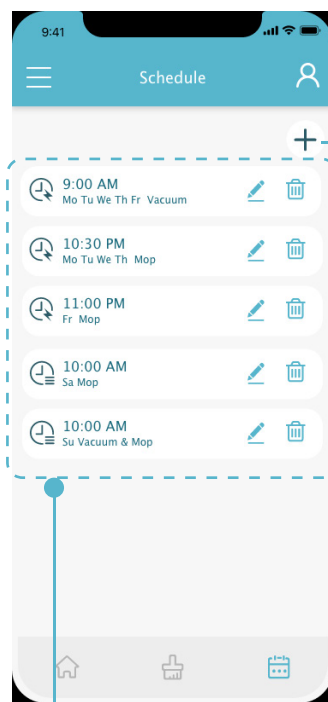 9:41
Schedule
9:00 AM
Mo Tu We Th Fr Vacuum
10:30 PM
Mo Tu We Th Mop
11:00 PM
Fr Mop
10:00 AM
Sa Mop
10:00 AM
Su Vacuum & Mop